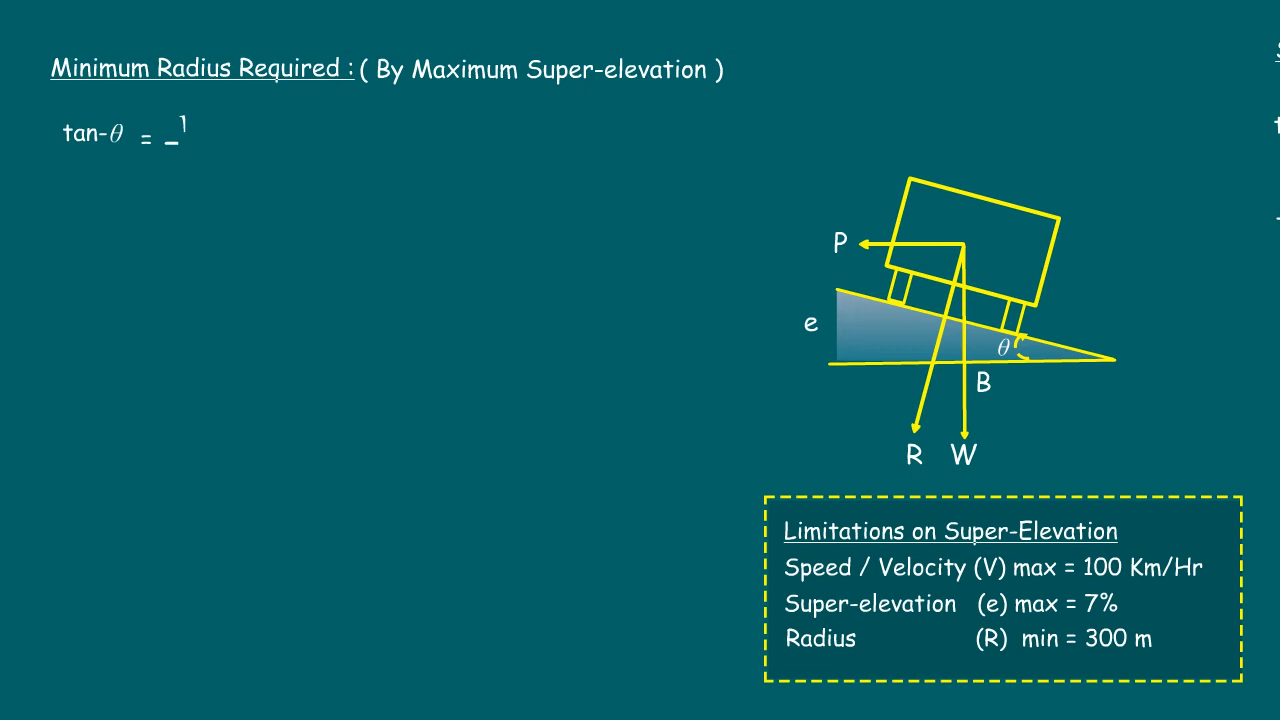 Minimum Radius Required : ( By Maximum Super-elevation )
tan-θ = 
P
e
θ
B
R W
Limitations on Super-Elevation
Speed / Velocity (V) max = 100 Km/Hr
Super-elevation (e) max = 7%
Radius (R) min = 300 m